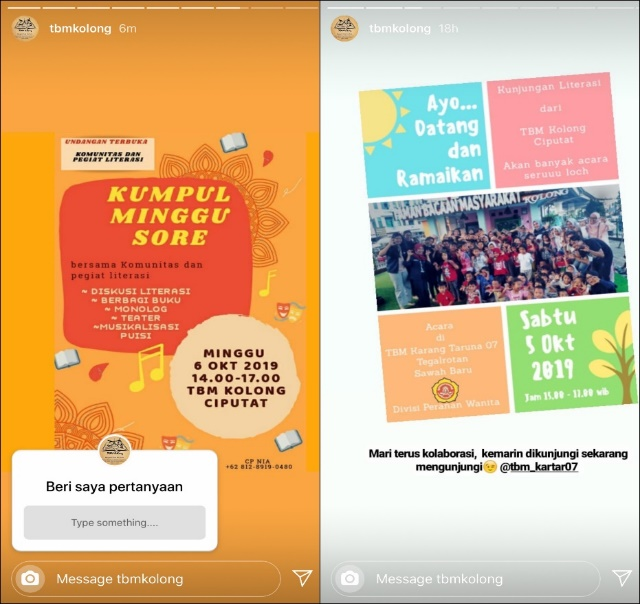 tbmkolong 6m
UNDANGAN TERBUKA
KOMUNITAS DAN
PEGIAT LITERASI
KUMPUL
MINGGU
SORE
bersama Komunitas dan
pegiat literasi
~ DISKUSI LITERASI
~ BERBAGI BUKU
~ MONOLOG
~ TEATER
~MUSIKALISASI
PUISI
MINGGU
6 OKT 2019
14.00-17.00
TBM KOLONG
CIPUTAT
CP NIA
+62 812-8919-0480
Beri saya pertanyaan
Type something....
Message tbmkolong
tbmkolong 18h
Ayo...
Datang
dan
Ramaikan
Kunjungan Literasi
dari
TBM Kolong
Ciputat
Akan banyak acara
seruuu loch
TAMAN BACAAN MASYARAKAT KOLONG
Acara
di
TBM Karang Taruna 07
Tegalrotan
Sawah Baru
Divisi Peranan Wanita
Sabtu
5 Okt
2019
Jam 15.00 - 17.00 wib
Mari terus kolaborasi, kemarin dikunjungi sekarang
mengunjungi😉 @tbm_kartar07
Message tbmkolong